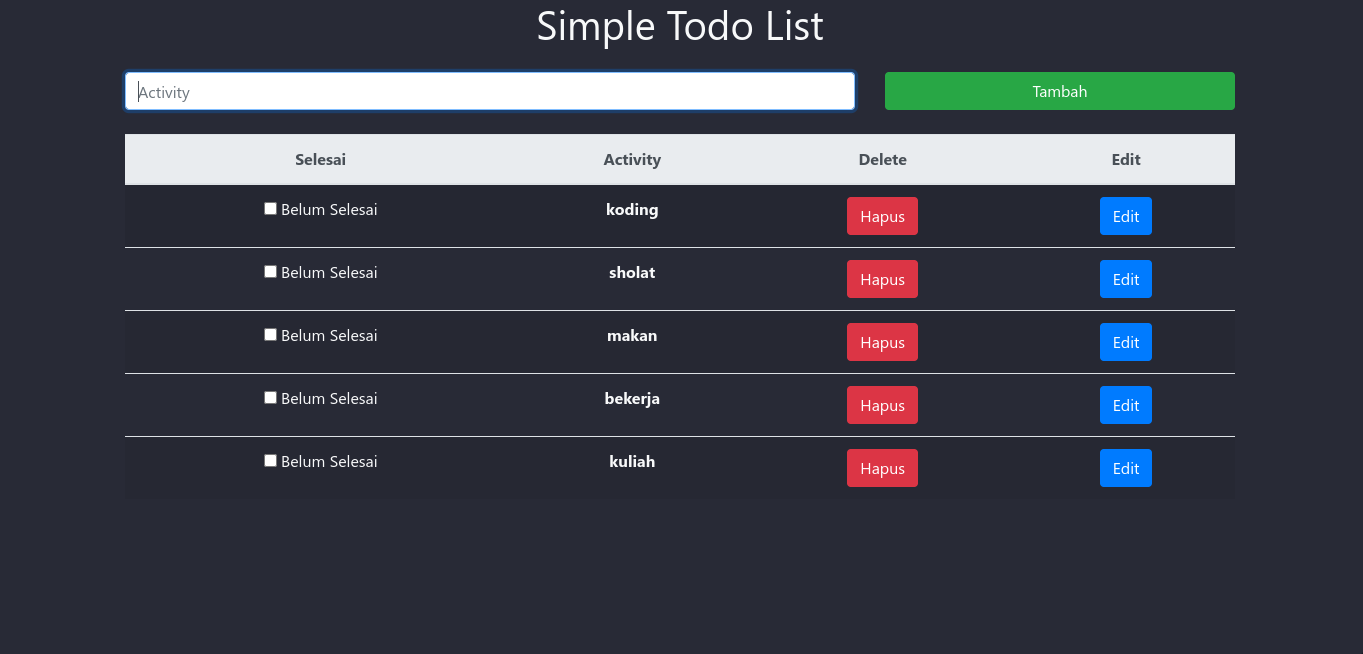 Simple Todo List
Activity
Tambah
Selesai Activity Delete Edit
Belum Selesai koding Hapus Edit
Belum Selesai sholat Hapus Edit
Belum Selesai makan Hapus Edit
Belum Selesai bekerja Hapus Edit
Belum Selesai kuliah Hapus Edit